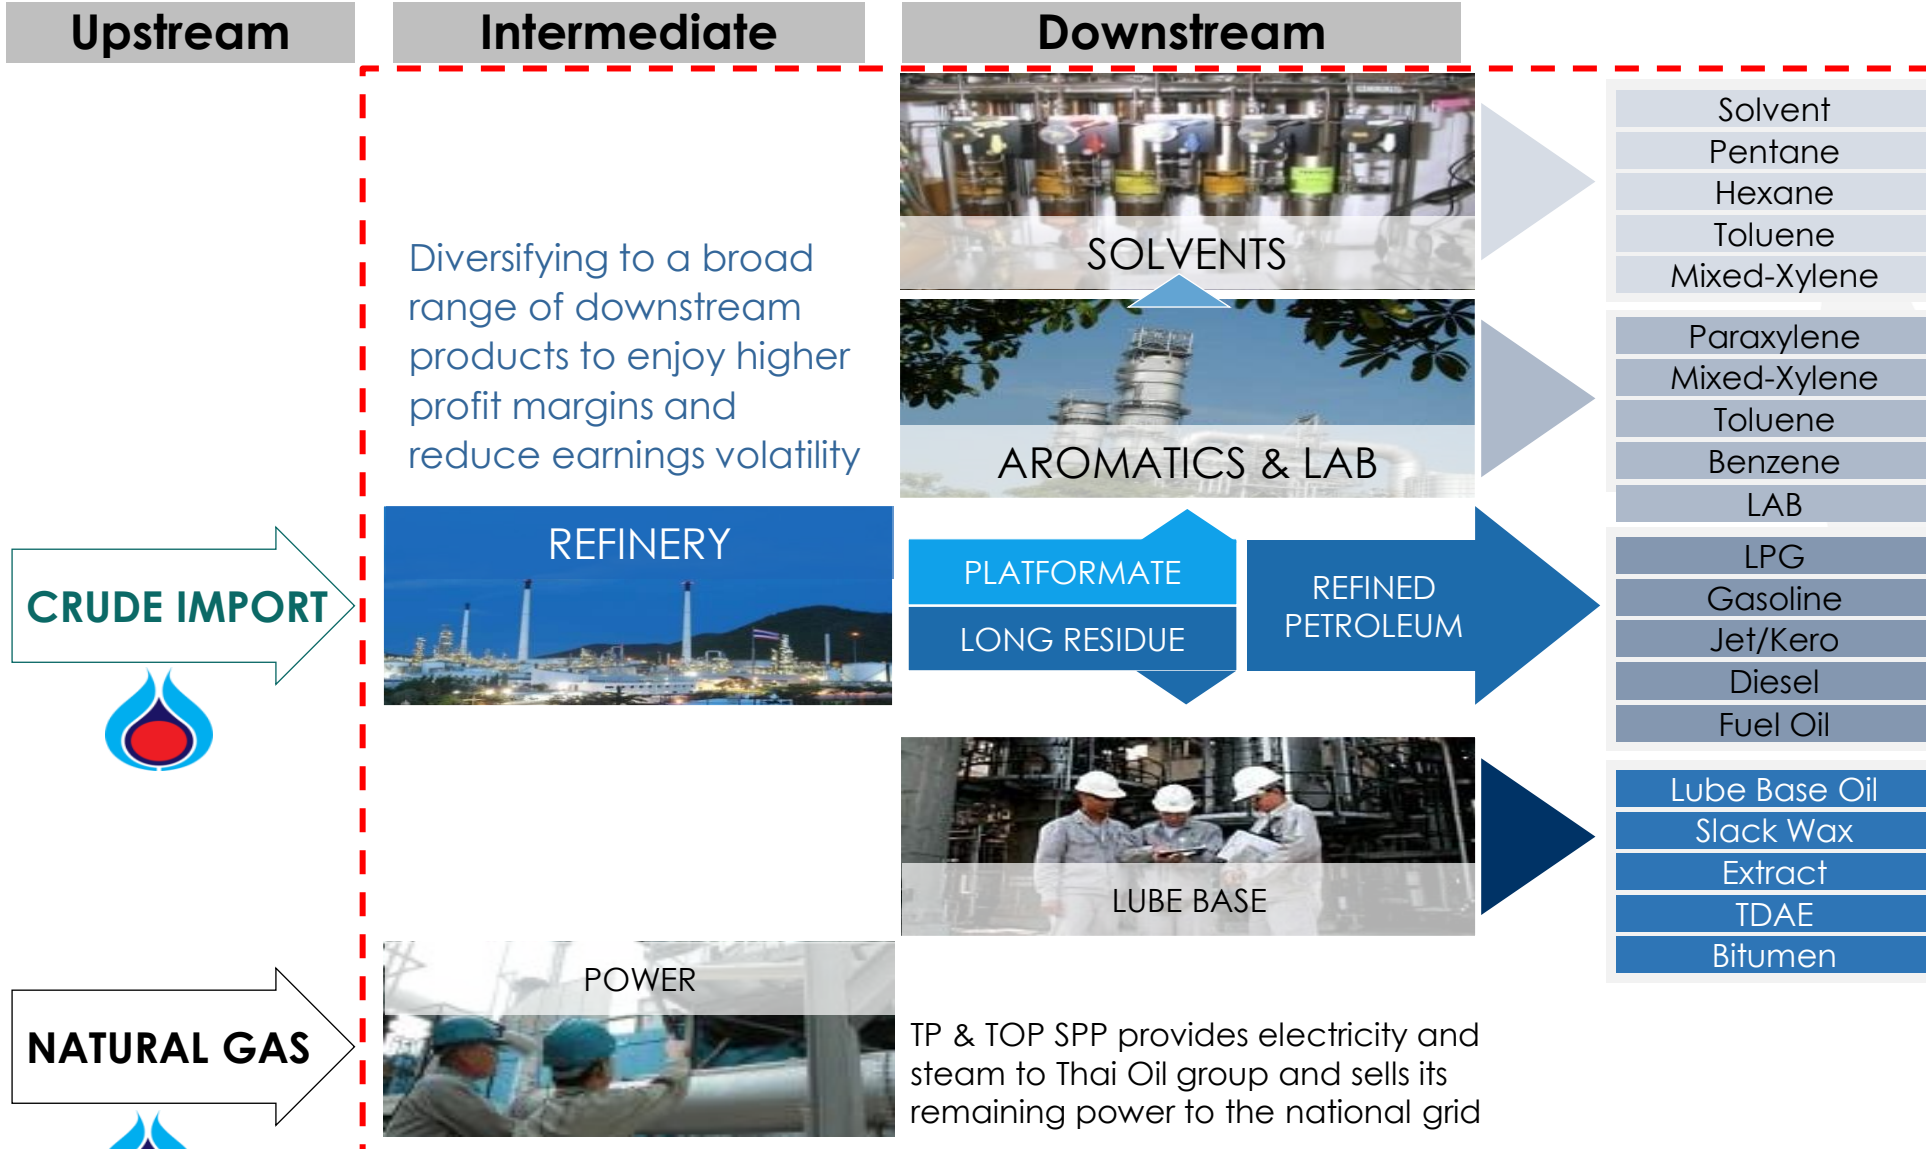 Upstream
Intermediate
Downstream
Diversifying to a broad
range of downstream
products to enjoy higher
profit margins and
reduce earnings volatility
SOLVENTS
Solvent
Pentane
Hexane
Toluene
Mixed-Xylene
AROMATICS & LAB
Paraxylene
Mixed-Xylene
Toluene
Benzene
LAB
CRUDE IMPORT
REFINERY
PLATFORMATE
LONG RESIDUE
REFINED
PETROLEUM
LPG
Gasoline
Jet/Kero
Diesel
Fuel Oil
LUBE BASE
Lube Base Oil
Slack Wax
Extract
TDAE
Bitumen
NATURAL GAS
POWER
TP & TOP SPP provides electricity and
steam to Thai Oil group and sells its
remaining power to the national grid